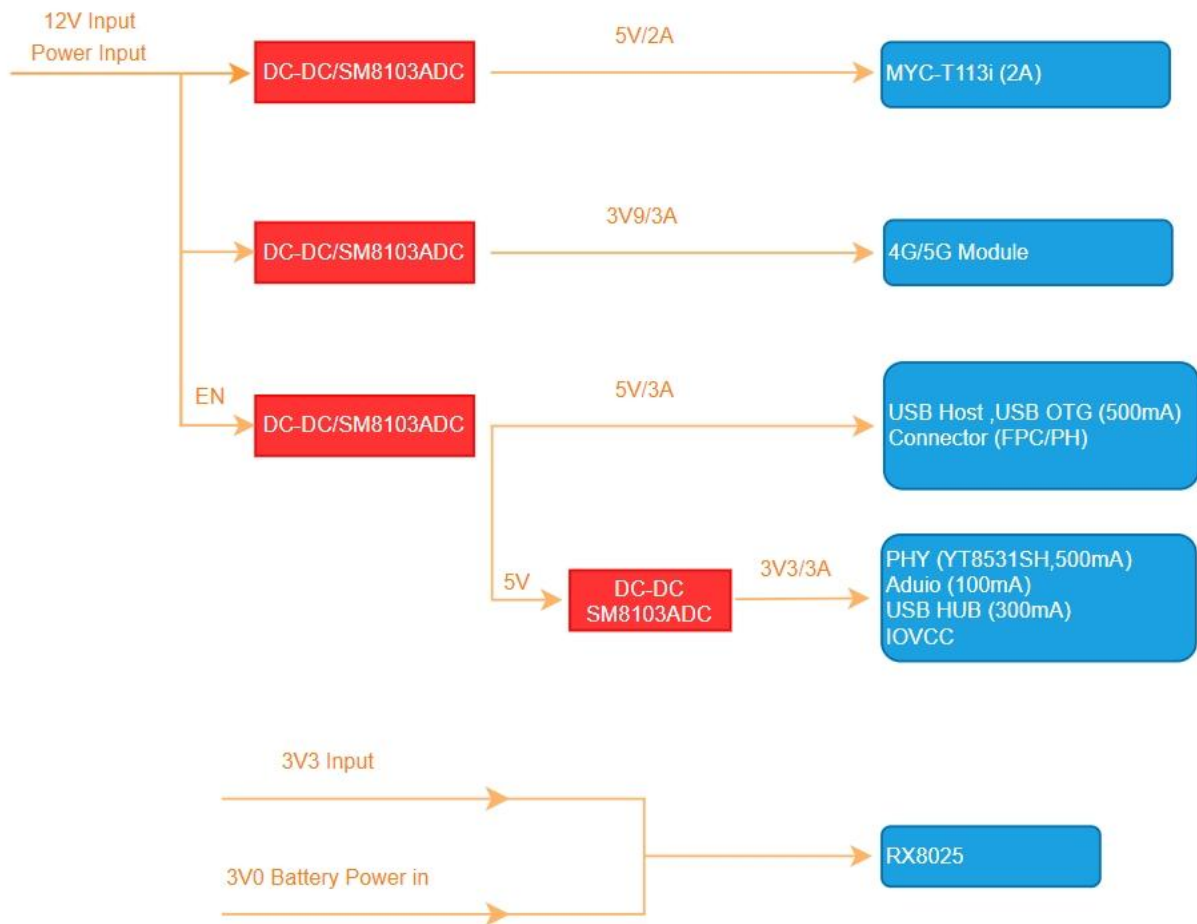 12V Input
Power Input
DC-DC/SM8103ADC
5V/2A
MYC-T113i (2A)
DC-DC/SM8103ADC
3V9/3A
4G/5G Module
EN
DC-DC/SM8103ADC
5V/3A
USB Host ,USB OTG (500mA)
Connector (FPC/PH)
5V
DC-DC
SM8103ADC
3V3/3A
PHY (YT8531SH,500mA)
Aduio (100mA)
USB HUB (300mA)
IOVCC
3V3 Input
3V0 Battery Power in
RX8025